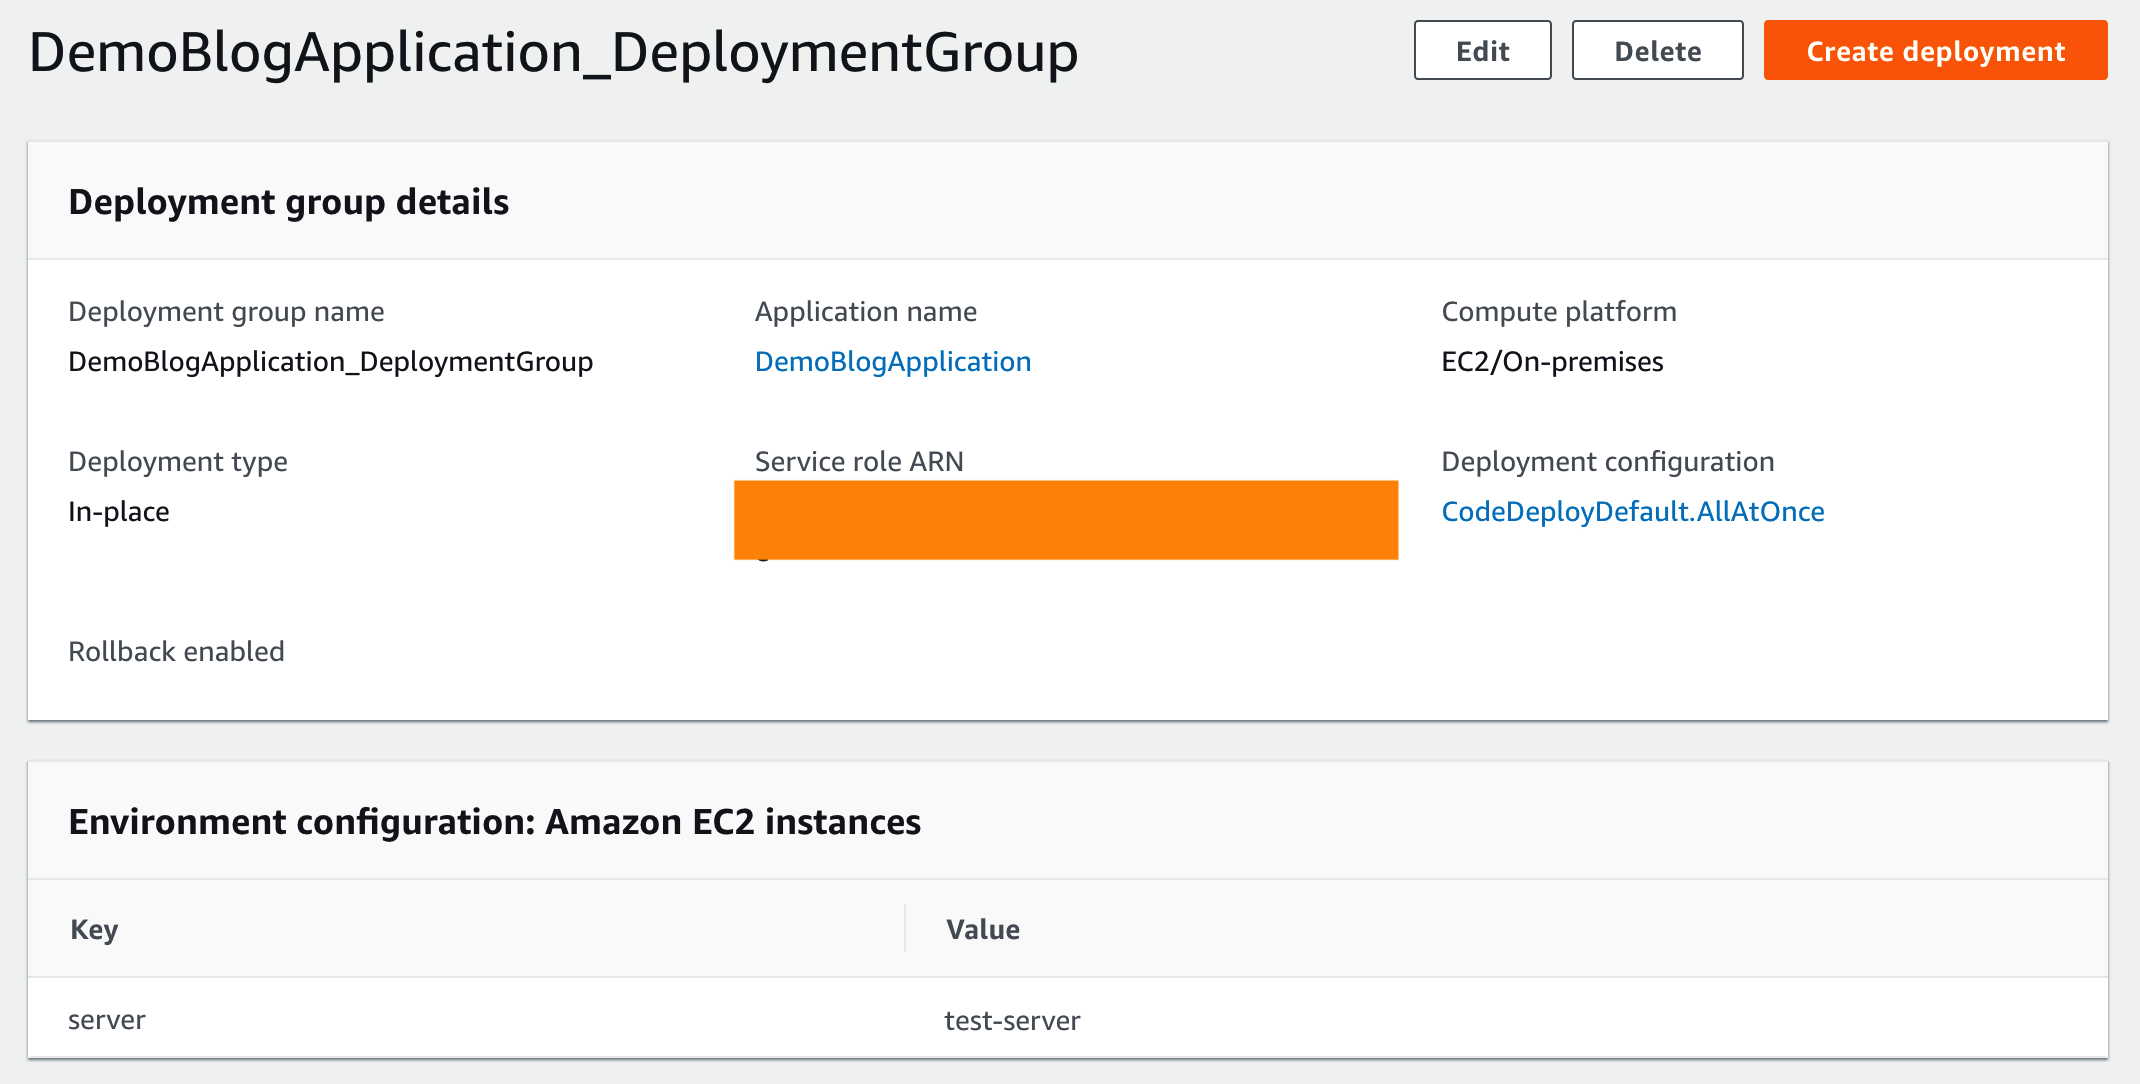 DemoBlogApplication_DeploymentGroup
Edit
Delete
Create deployment
Deployment group details
Deployment group name
Application name
Compute platform
DemoBlogApplication_DeploymentGroup
DemoBlogApplication
EC2/On-premises
Deployment type
Service role ARN
Deployment configuration
In-place
CodeDeployDefault.AllAtOnce
Rollback enabled
Environment configuration: Amazon EC2 instances
Key
Value
server
test-server